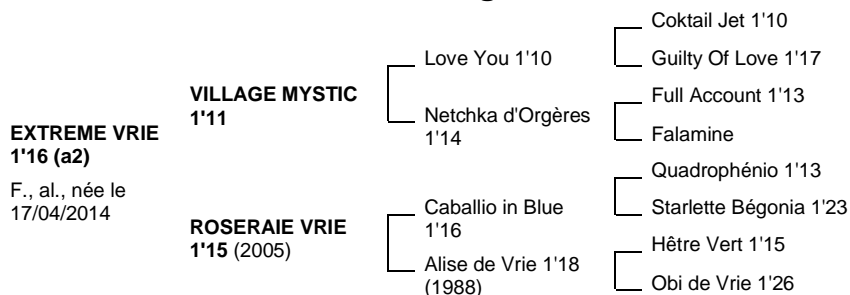 EXTREME VRIE
1'16 (a2)
F., al., née le
17/04/2014
VILLAGE MYSTIC
1'11
ROSERAIE VRIE
1'15 (2005)
Love You 1'10
Netchka d'Orgères
1'14
Caballio in Blue
1'16
Alise de Vrie 1'18
(1988)
Coktail Jet 1'10
Guilty Of Love 1'17
Full Account 1'13
Falamine
Quadrophénio 1'13
Starlette Bégonia 1'23
Hêtre Vert 1'15
Obi de Vrie 1'26